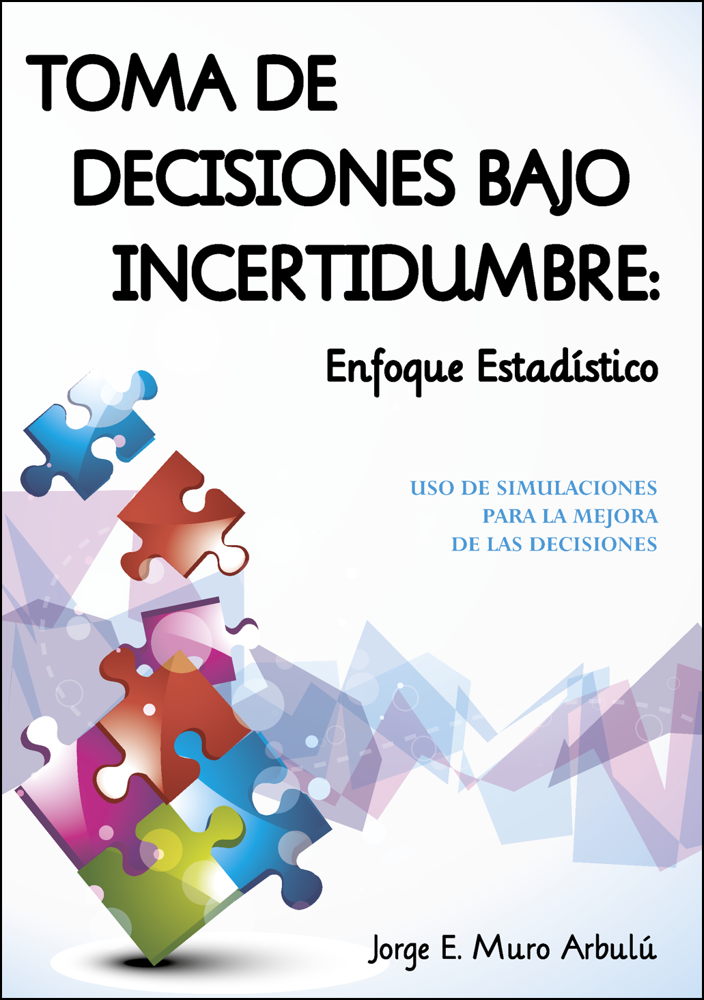 TOMA DE
DECISIONES BAJO
INCERTIDUMBRE:
Enfoque Estadístico
USO DE SIMULACIONES
PARA LA MEJORA
DE LAS DECISIONES
Jorge E. Muro Arbulú